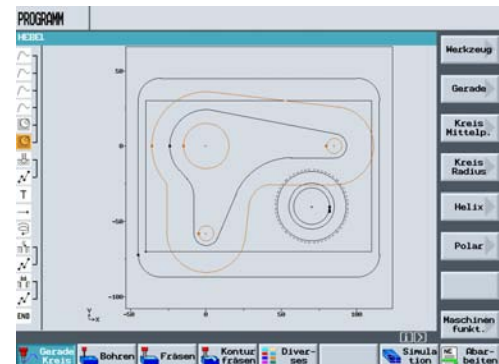 PROGRAMM
HEBEL
Werkzeug
Gerade
Kreis
Mittelp.
Kreis
Radius
Helix
Polar
Maschinen
funkt.
50
0
-50
-100
-50
0
50
100
Y
X
T
END
Gerade
Kreis
Bohren
Fräsen
Kontur
fräsen
Diver-
ses
Simula
tion
NC
Abar-
beiten